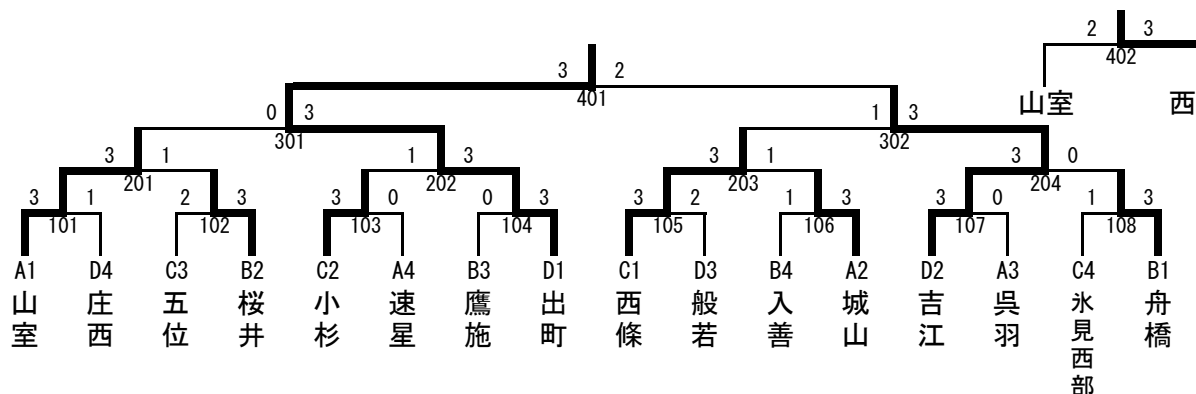 2 3
402
山室 西
3 2
401
0 3
301
1 3
302
3 1
201
1 3
202
3 1
203
3 0
204
3 1
101
2 3
102
3 0
103
0 3
104
3 2
105
1 3
106
3 0
107
1 3
108
A1 D4 C3 B2 C2 A4 B3 D1 C1 D3 B4 A2 D2 A3 C4 B1
山室
庄西
五位
桜井
小杉
速星
鷹施
出町
西條
般若
入善
城山
吉江
呉羽
氷見西部
舟橋